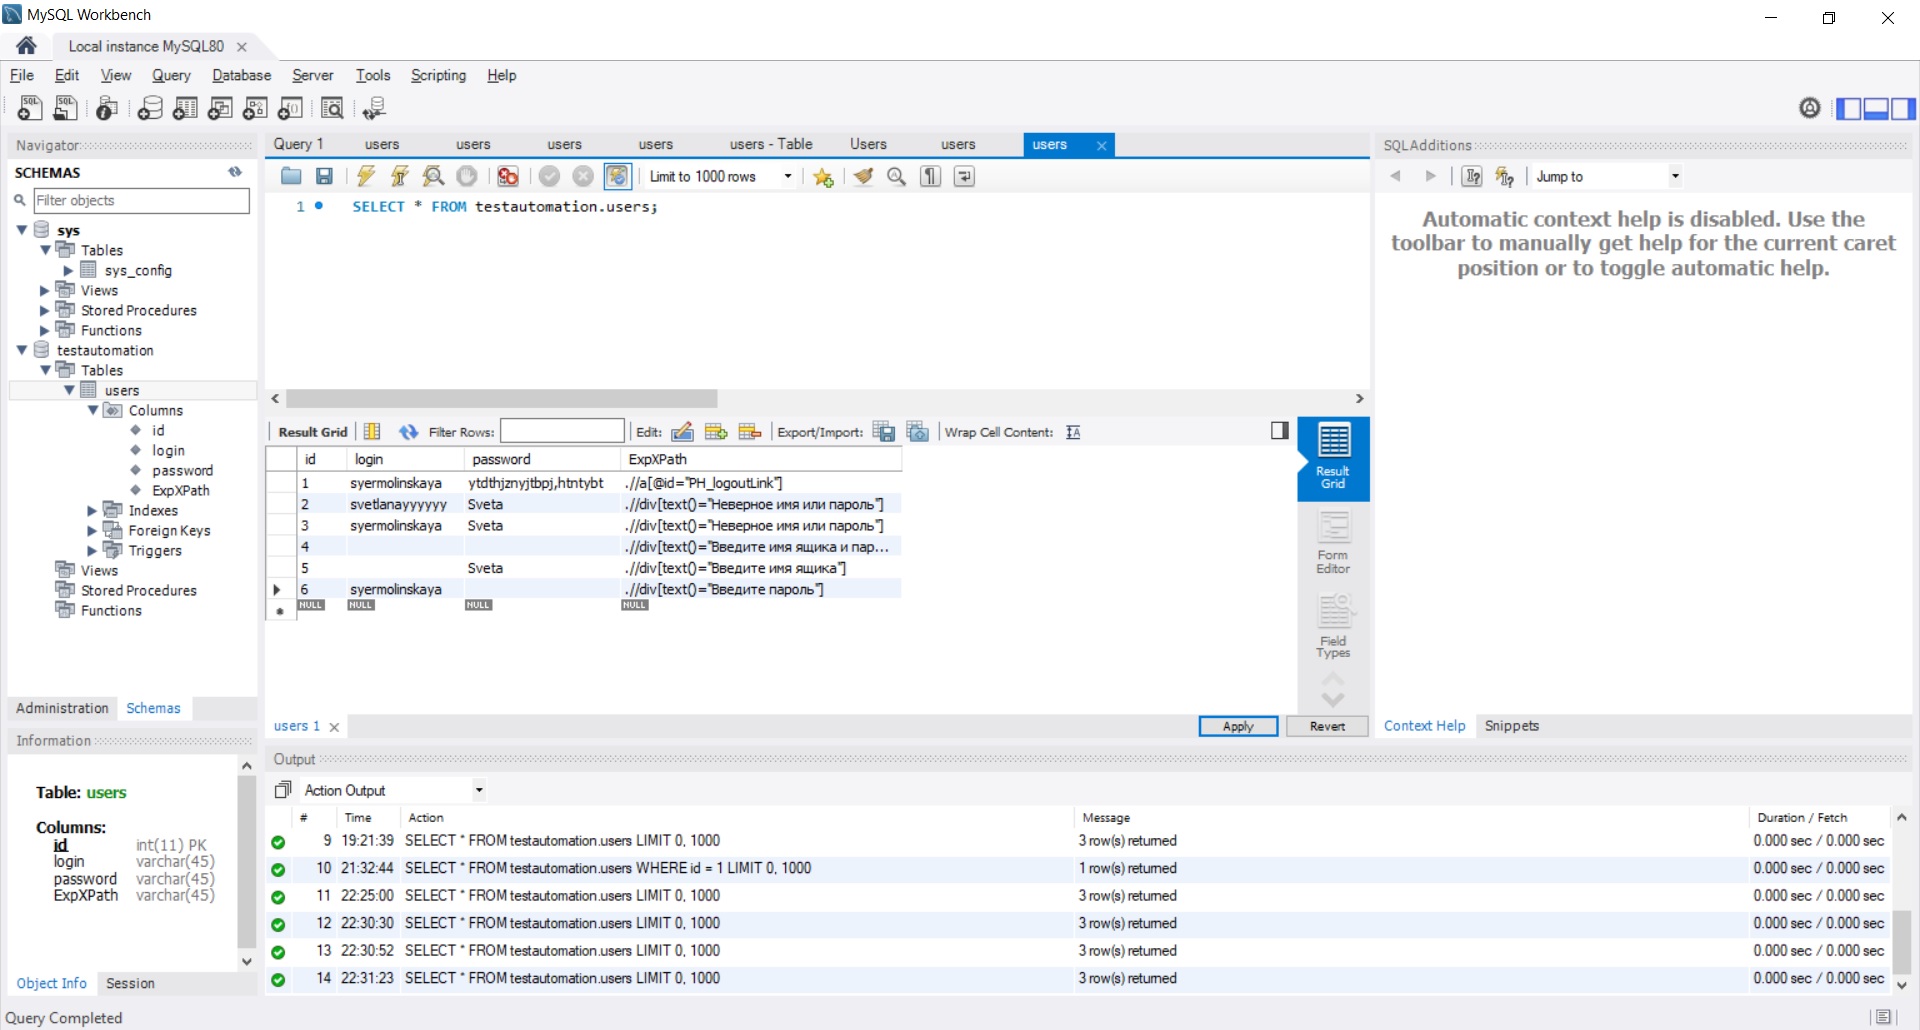 MySQL Workbench
Local instance MySQL80
File Edit View Query Database Server Tools Scripting Help
Navigator
SCHEMAS
Filter objects
sys
Tables
sys_config
Views
Stored Procedures
Functions
testautomation
Tables
users
Columns
id
login
password
ExpXPath
Indexes
Foreign Keys
Triggers
Views
Stored Procedures
Functions
Administration Schemas
Information
Table: users
Columns:
id int(11) PK
login varchar(45)
password varchar(45)
ExpXPath varchar(45)
Object Info Session
Query 1 users users users users users - Table Users users users
Limit to 1000 rows
1 SELECT * FROM testautomation.users;
Result Grid Filter Rows: Edit: Export/Import: Wrap Cell Content:
id login password ExpXPath
1 syermolinskaya ytdthjznyjtbpj,htntybt .//a[@id="PH_logoutLink"]
2 svetlanayyyyyy Sveta .//div[text()="Неверное имя или пароль"]
3 syermolinskaya Sveta .//div[text()="Неверное имя или пароль"]
4 .//div[text()="Введите имя ящика и пар...
5 Sveta .//div[text()="Введите имя ящика"]
6 syermolinskaya .//div[text()="Введите пароль"]
NULL NULL NULL NULL
Result Grid
Form Editor
Field Types
users 1 Apply Revert
SQLAdditions
Jump to
Automatic context help is disabled. Use the
toolbar to manually get help for the current caret
position or to toggle automatic help.
Context Help Snippets
Output
Action Output
# Time Action Message Duration / Fetch
9 19:21:39 SELECT * FROM testautomation.users LIMIT 0, 1000 3 row(s) returned 0.000 sec / 0.000 sec
10 21:32:44 SELECT * FROM testautomation.users WHERE id = 1 LIMIT 0, 1000 1 row(s) returned 0.000 sec / 0.000 sec
11 22:25:00 SELECT * FROM testautomation.users LIMIT 0, 1000 3 row(s) returned 0.000 sec / 0.000 sec
12 22:30:30 SELECT * FROM testautomation.users LIMIT 0, 1000 3 row(s) returned 0.000 sec / 0.000 sec
13 22:30:52 SELECT * FROM testautomation.users LIMIT 0, 1000 3 row(s) returned 0.000 sec / 0.000 sec
14 22:31:23 SELECT * FROM testautomation.users LIMIT 0, 1000 3 row(s) returned 0.000 sec / 0.000 sec
Query Completed